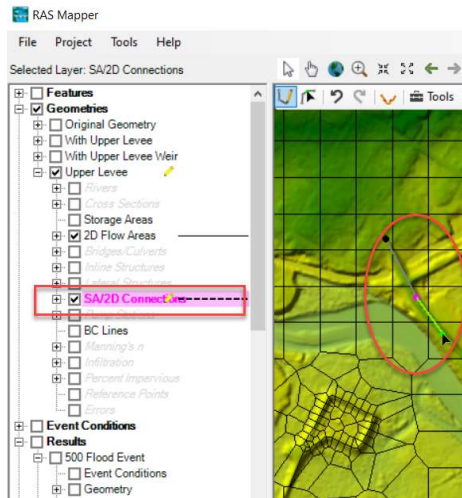 RAS Mapper
File Project Tools Help
Selected Layer: SA/2D Connections
Features
Geometries
Original Geometry
With Upper Levee
With Upper Levee Weir
Upper Levee
Rivers
Cross Sections
Storage Areas
2D Flow Areas
Bridges/Culverts
Inline Structures
Lateral Structures
SA/2D Connections
Pump Stations
BC Lines
Manning's n
Infiltration
Percent Impervious
Reference Points
Errors
Event Conditions
Results
500 Flood Event
Event Conditions
Geometry
Tools